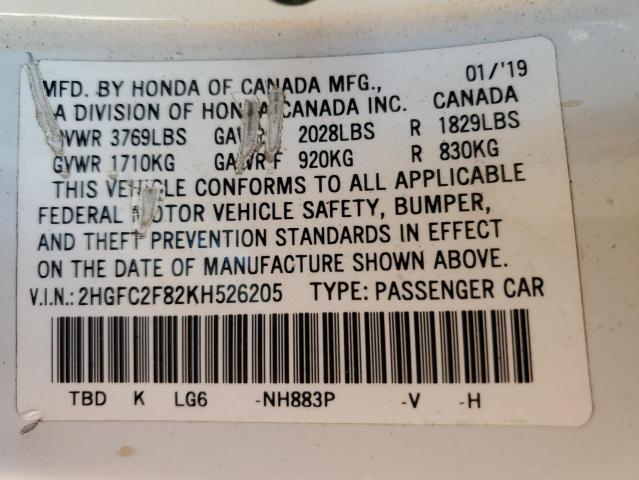 MFD. BY HONDA OF CANADA MFG., 01/'19
A DIVISION OF HONDA CANADA INC. CANADA
GVWR 3769LBS GAWR F 2028LBS R 1829LBS
GVWR 1710KG GAWR F 920KG R 830KG
THIS VEHICLE CONFORMS TO ALL APPLICABLE
FEDERAL MOTOR VEHICLE SAFETY, BUMPER,
AND THEFT PREVENTION STANDARDS IN EFFECT
ON THE DATE OF MANUFACTURE SHOWN ABOVE.
V.I.N.: 2HGFC2F82KH526205 TYPE: PASSENGER CAR
TBD K LG6 -NH883P -V -H